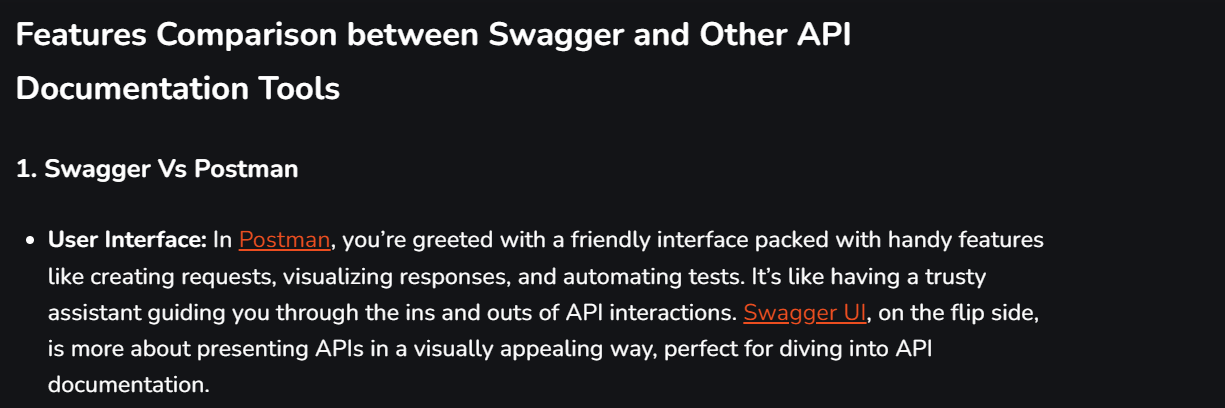 Features Comparison between Swagger and Other API
Documentation Tools
1. Swagger Vs Postman
• User Interface: In Postman, you’re greeted with a friendly interface packed with handy features
like creating requests, visualizing responses, and automating tests. It’s like having a trusty
assistant guiding you through the ins and outs of API interactions. Swagger UI, on the flip side,
is more about presenting APIs in a visually appealing way, perfect for diving into API
documentation.